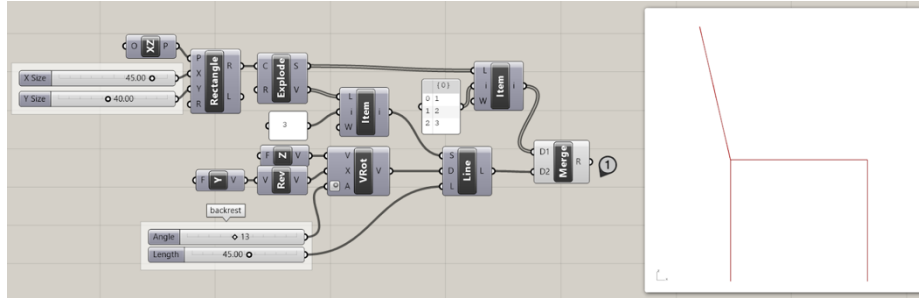 O XZ P
X Size 45.00
Y Size 40.00
P X Y R Rectangle R L
C R Explode S V
3
L i W Item i
{0}
0 1
1 2
2 3
L i W Item i
F Z V
F Y V
V Rev V
V X A VRot V
S D L Line L
D1 D2 Merge R
1
backrest
Angle 13
Length 45.00